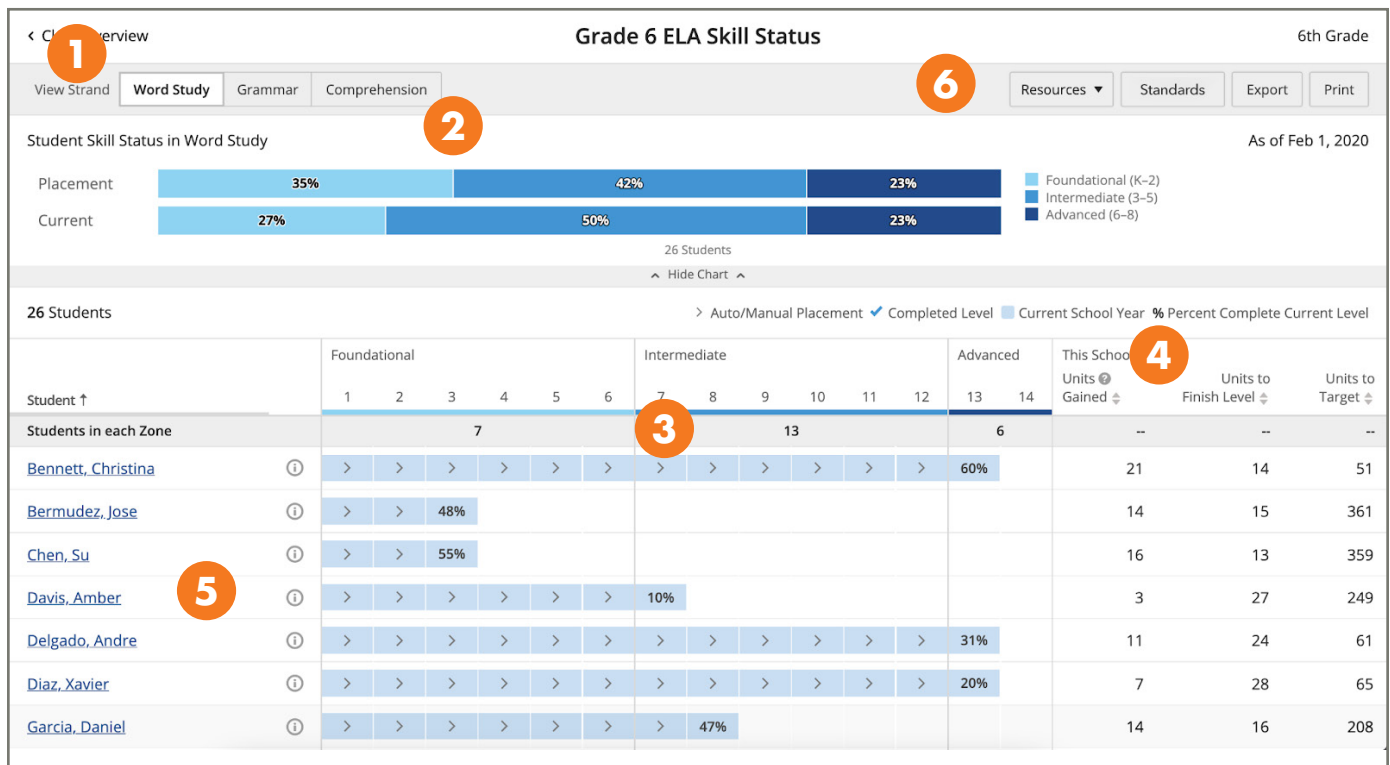 ‹ Cl verview Grade 6 ELA Skill Status 6th Grade
1
6
View Strand Word Study Grammar Comprehension Resources ▼ Standards Export Print
2
Student Skill Status in Word Study As of Feb 1, 2020
Placement 35% 42% 23%
Current 27% 50% 23%
Foundational (K–2)
Intermediate (3–5)
Advanced (6–8)
26 Students
Hide Chart
26 Students > Auto/Manual Placement ✔ Completed Level Current School Year % Percent Complete Current Level
Foundational Intermediate Advanced This Schoo
4
Units Gained Units to Finish Level Units to Target
Student ↑ 1 2 3 4 5 6 7 8 9 10 11 12 13 14
3
Students in each Zone 7 13 6 -- -- --
Bennett, Christina > > > > > > > > > > > > 60% 21 14 51
Bermudez, Jose > > 48% 14 15 361
Chen, Su > > 55% 16 13 359
5
Davis, Amber > > > > > > 10% 3 27 249
Delgado, Andre > > > > > > > > > > > > 31% 11 24 61
Diaz, Xavier > > > > > > > > > > > > 20% 7 28 65
Garcia, Daniel > > > > > > > 47% 14 16 208